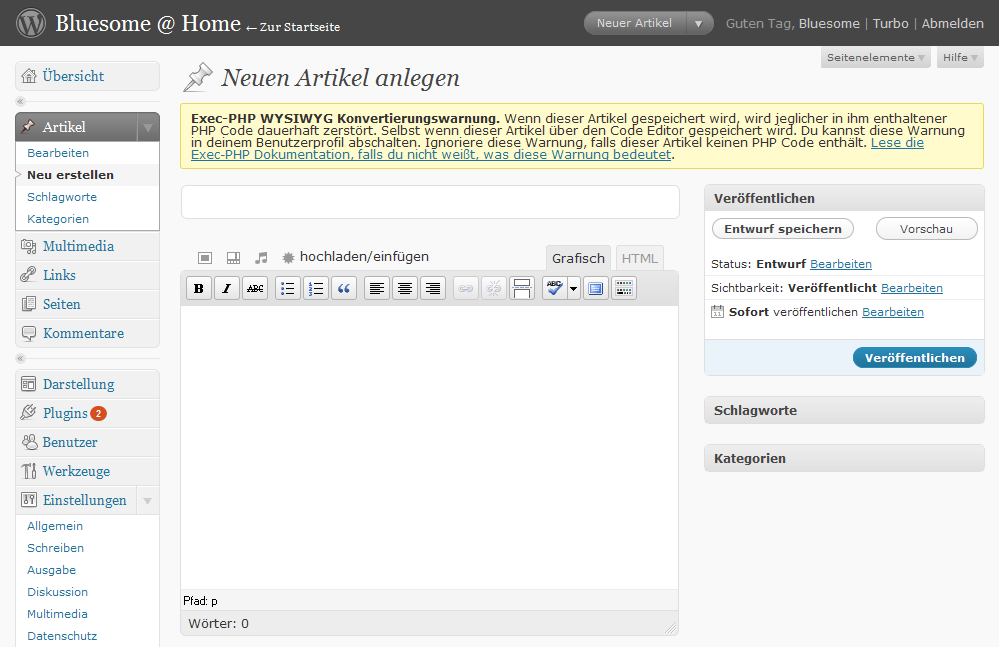 Bluesome @ Home ← Zur Startseite
Neuer Artikel
Guten Tag, Bluesome | Turbo | Abmelden
Seitenelemente
Hilfe
Übersicht
Artikel
Bearbeiten
Neu erstellen
Schlagworte
Kategorien
Multimedia
Links
Seiten
Kommentare
Darstellung
Plugins 2
Benutzer
Werkzeuge
Einstellungen
Allgemein
Schreiben
Ausgabe
Diskussion
Multimedia
Datenschutz
Neuen Artikel anlegen
Exec-PHP WYSIWYG Konvertierungswarnung. Wenn dieser Artikel gespeichert wird, wird jeglicher in ihm enthaltener
PHP Code dauerhaft zerstört. Selbst wenn dieser Artikel über den Code Editor gespeichert wird. Du kannst diese Warnung
in deinem Benutzerprofil abschalten. Ignoriere diese Warnung, falls dieser Artikel keinen PHP Code enthält. Lese die
Exec-PHP Dokumentation, falls du nicht weißt, was diese Warnung bedeutet.
hochladen/einfügen
Grafisch
HTML
B I ABC
ABC
Pfad: p
Wörter: 0
Veröffentlichen
Entwurf speichern
Vorschau
Status: Entwurf Bearbeiten
Sichtbarkeit: Veröffentlicht Bearbeiten
Sofort veröffentlichen Bearbeiten
Veröffentlichen
Schlagworte
Kategorien